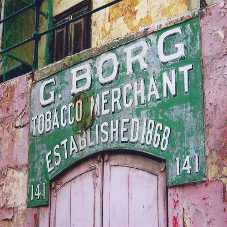 G. BORG
TOBACCO MERCHANT
ESTABLISHED 1868
141 141